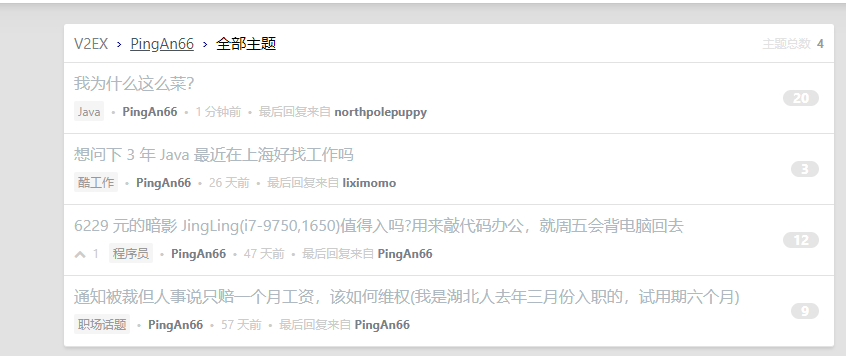 V2EX › PingAn66 › 全部主题 主题总数 4
我为什么这么菜？ 20
Java • PingAn66 • 1 分钟前 • 最后回复来自 northpolepuppy
想问下 3 年 Java 最近在上海好找工作吗 3
酷工作 • PingAn66 • 26 天前 • 最后回复来自 liximomo
6229 元的暗影 JingLing(i7-9750,1650)值得入吗?用来敲代码办公，就周五会背电脑回去 12
1 程序员 • PingAn66 • 47 天前 • 最后回复来自 PingAn66
通知被裁但人事说只赔一个月工资，该如何维权(我是湖北人去年三月份入职的，试用期六个月) 9
职场话题 • PingAn66 • 57 天前 • 最后回复来自 PingAn66